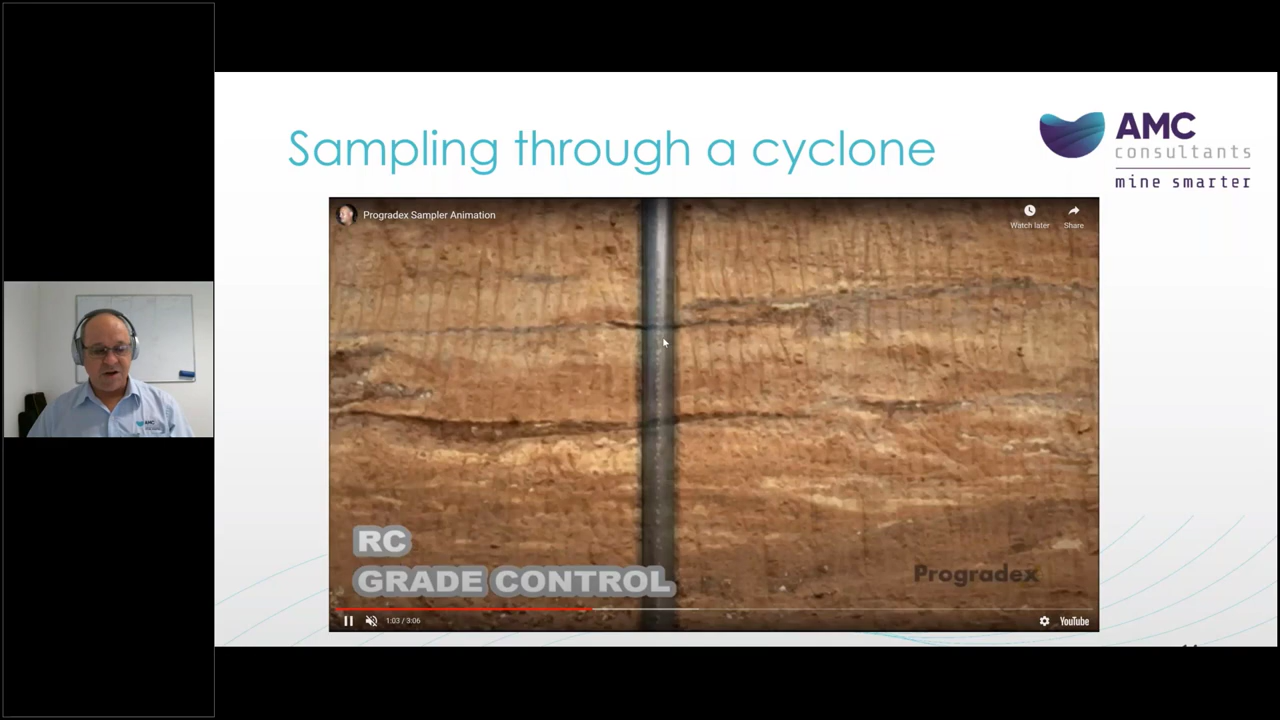 Sampling through a cyclone
AMC
consultants
mine smarter
Progradex Sampler Animation
Watch later
Share
RC
GRADE CONTROL
Progradex
1:03 / 3:06
YouTube
AMC